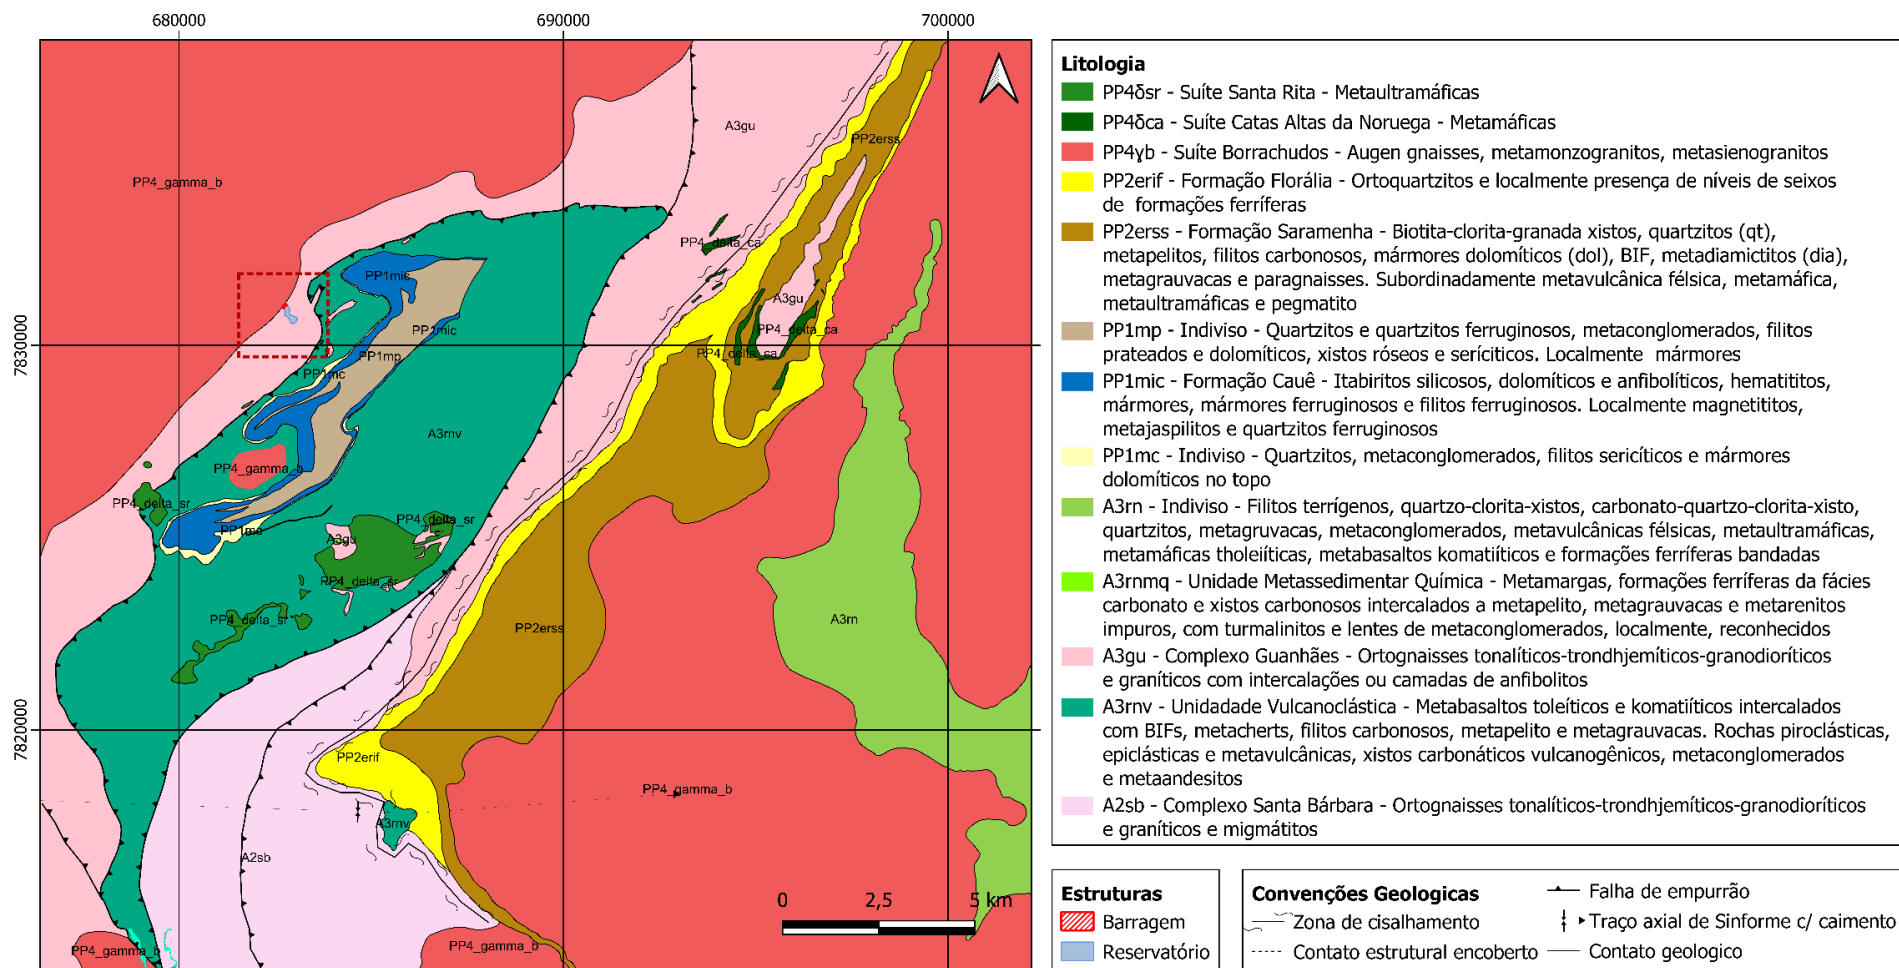 680000
690000
700000
7830000
7820000
A3gu
PP2erss
PP4_gamma_b
PP4_delta_ca
PP1mic
A3gu
PP1mic
PP4_delta_ca
PP1mp
PP4_delta_ca
PP1mc
A3rnv
PP4_gamma_b
PP4_delta_sr
PP4_delta_sr
PP1mc
A3gu
PP4_delta_sr
PP4_delta_sr
PP2erss
A3rn
PP2erif
PP4_gamma_b
A3rnv
A2sb
PP4_gamma_b
PP4_gamma_b
0 2,5 5 km
Litologia
PP4δsr - Suíte Santa Rita - Metaultramáficas
PP4δca - Suíte Catas Altas da Noruega - Metamáficas
PP4ɣb - Suíte Borrachudos - Augen gnaisses, metamonzogranitos, metasienogranitos
PP2erif - Formação Florália - Ortoquartzitos e localmente presença de níveis de seixos
de formações ferríferas
PP2erss - Formação Saramenha - Biotita-clorita-granada xistos, quartzitos (qt),
metapelitos, filitos carbonosos, mármores dolomíticos (dol), BIF, metadiamictitos (dia),
metagrauvacas e paragnaisses. Subordinadamente metavulcânica félsica, metamáfica,
metaultramáficas e pegmatito
PP1mp - Indiviso - Quartzitos e quartzitos ferruginosos, metaconglomerados, filitos
prateados e dolomíticos, xistos róseos e seríciticos. Localmente mármores
PP1mic - Formação Cauê - Itabiritos silicosos, dolomíticos e anfibolíticos, hematititos,
mármores, mármores ferruginosos e filitos ferruginosos. Localmente magnetititos,
metajaspilitos e quartzitos ferruginosos
PP1mc - Indiviso - Quartzitos, metaconglomerados, filitos sericíticos e mármores
dolomíticos no topo
A3rn - Indiviso - Filitos terrígenos, quartzo-clorita-xistos, carbonato-quartzo-clorita-xisto,
quartzitos, metagruvacas, metaconglomerados, metavulcânicas félsicas, metaultramáficas,
metamáficas tholeiíticas, metabasaltos komatiíticos e formações ferríferas bandadas
A3rnmq - Unidade Metassedimentar Química - Metamargas, formações ferríferas da fácies
carbonato e xistos carbonosos intercalados a metapelito, metagrauvacas e metarenitos
impuros, com turmalinitos e lentes de metaconglomerados, localmente, reconhecidos
A3gu - Complexo Guanhães - Ortognaisses tonalíticos-trondhjemíticos-granodioríticos
e graníticos com intercalações ou camadas de anfibolitos
A3rnv - Unidadade Vulcanoclástica - Metabasaltos toleíticos e komatiíticos intercalados
com BIFs, metacherts, filitos carbonosos, metapelito e metagrauvacas. Rochas piroclásticas,
epiclásticas e metavulcânicas, xistos carbonáticos vulcanogênicos, metaconglomerados
e metaandesitos
A2sb - Complexo Santa Bárbara - Ortognaisses tonalíticos-trondhjemíticos-granodioríticos
e graníticos e migmátitos
Estruturas
Barragem
Reservatório
Convenções Geologicas
Zona de cisalhamento
Contato estrutural encoberto
Falha de empurrão
Traço axial de Sinforme c/ caimento
Contato geologico